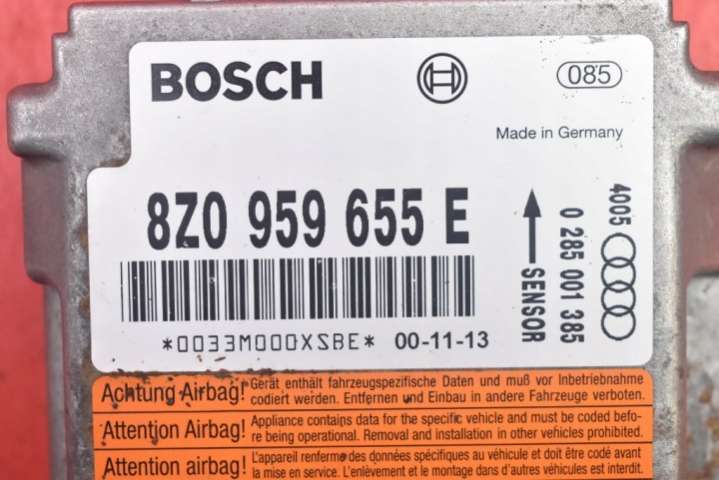 BOSCH
085
Made in Germany
8Z0 959 655 E
*0033M000XSBE* 00-11-13
SENSOR
0 285 001 385
4005
Achtung Airbag! Gerät enthält fahrzeugspezifische Daten und muß vor Inbetriebnahme
codiert werden. Entfernen und Einbau in andere Fahrzeuge verboten.
Attention Airbag! Appliance contains data for the specific vehicle and must be coded befo-
re being operational. Removal and installation in other vehicles prohibited.
Attention airbag! L'appareil renferme des données spécifiques au véhicule et doit être codé avant
la mise en service. L'enlèvement et le montage dans d'autres véhicules est interdit.